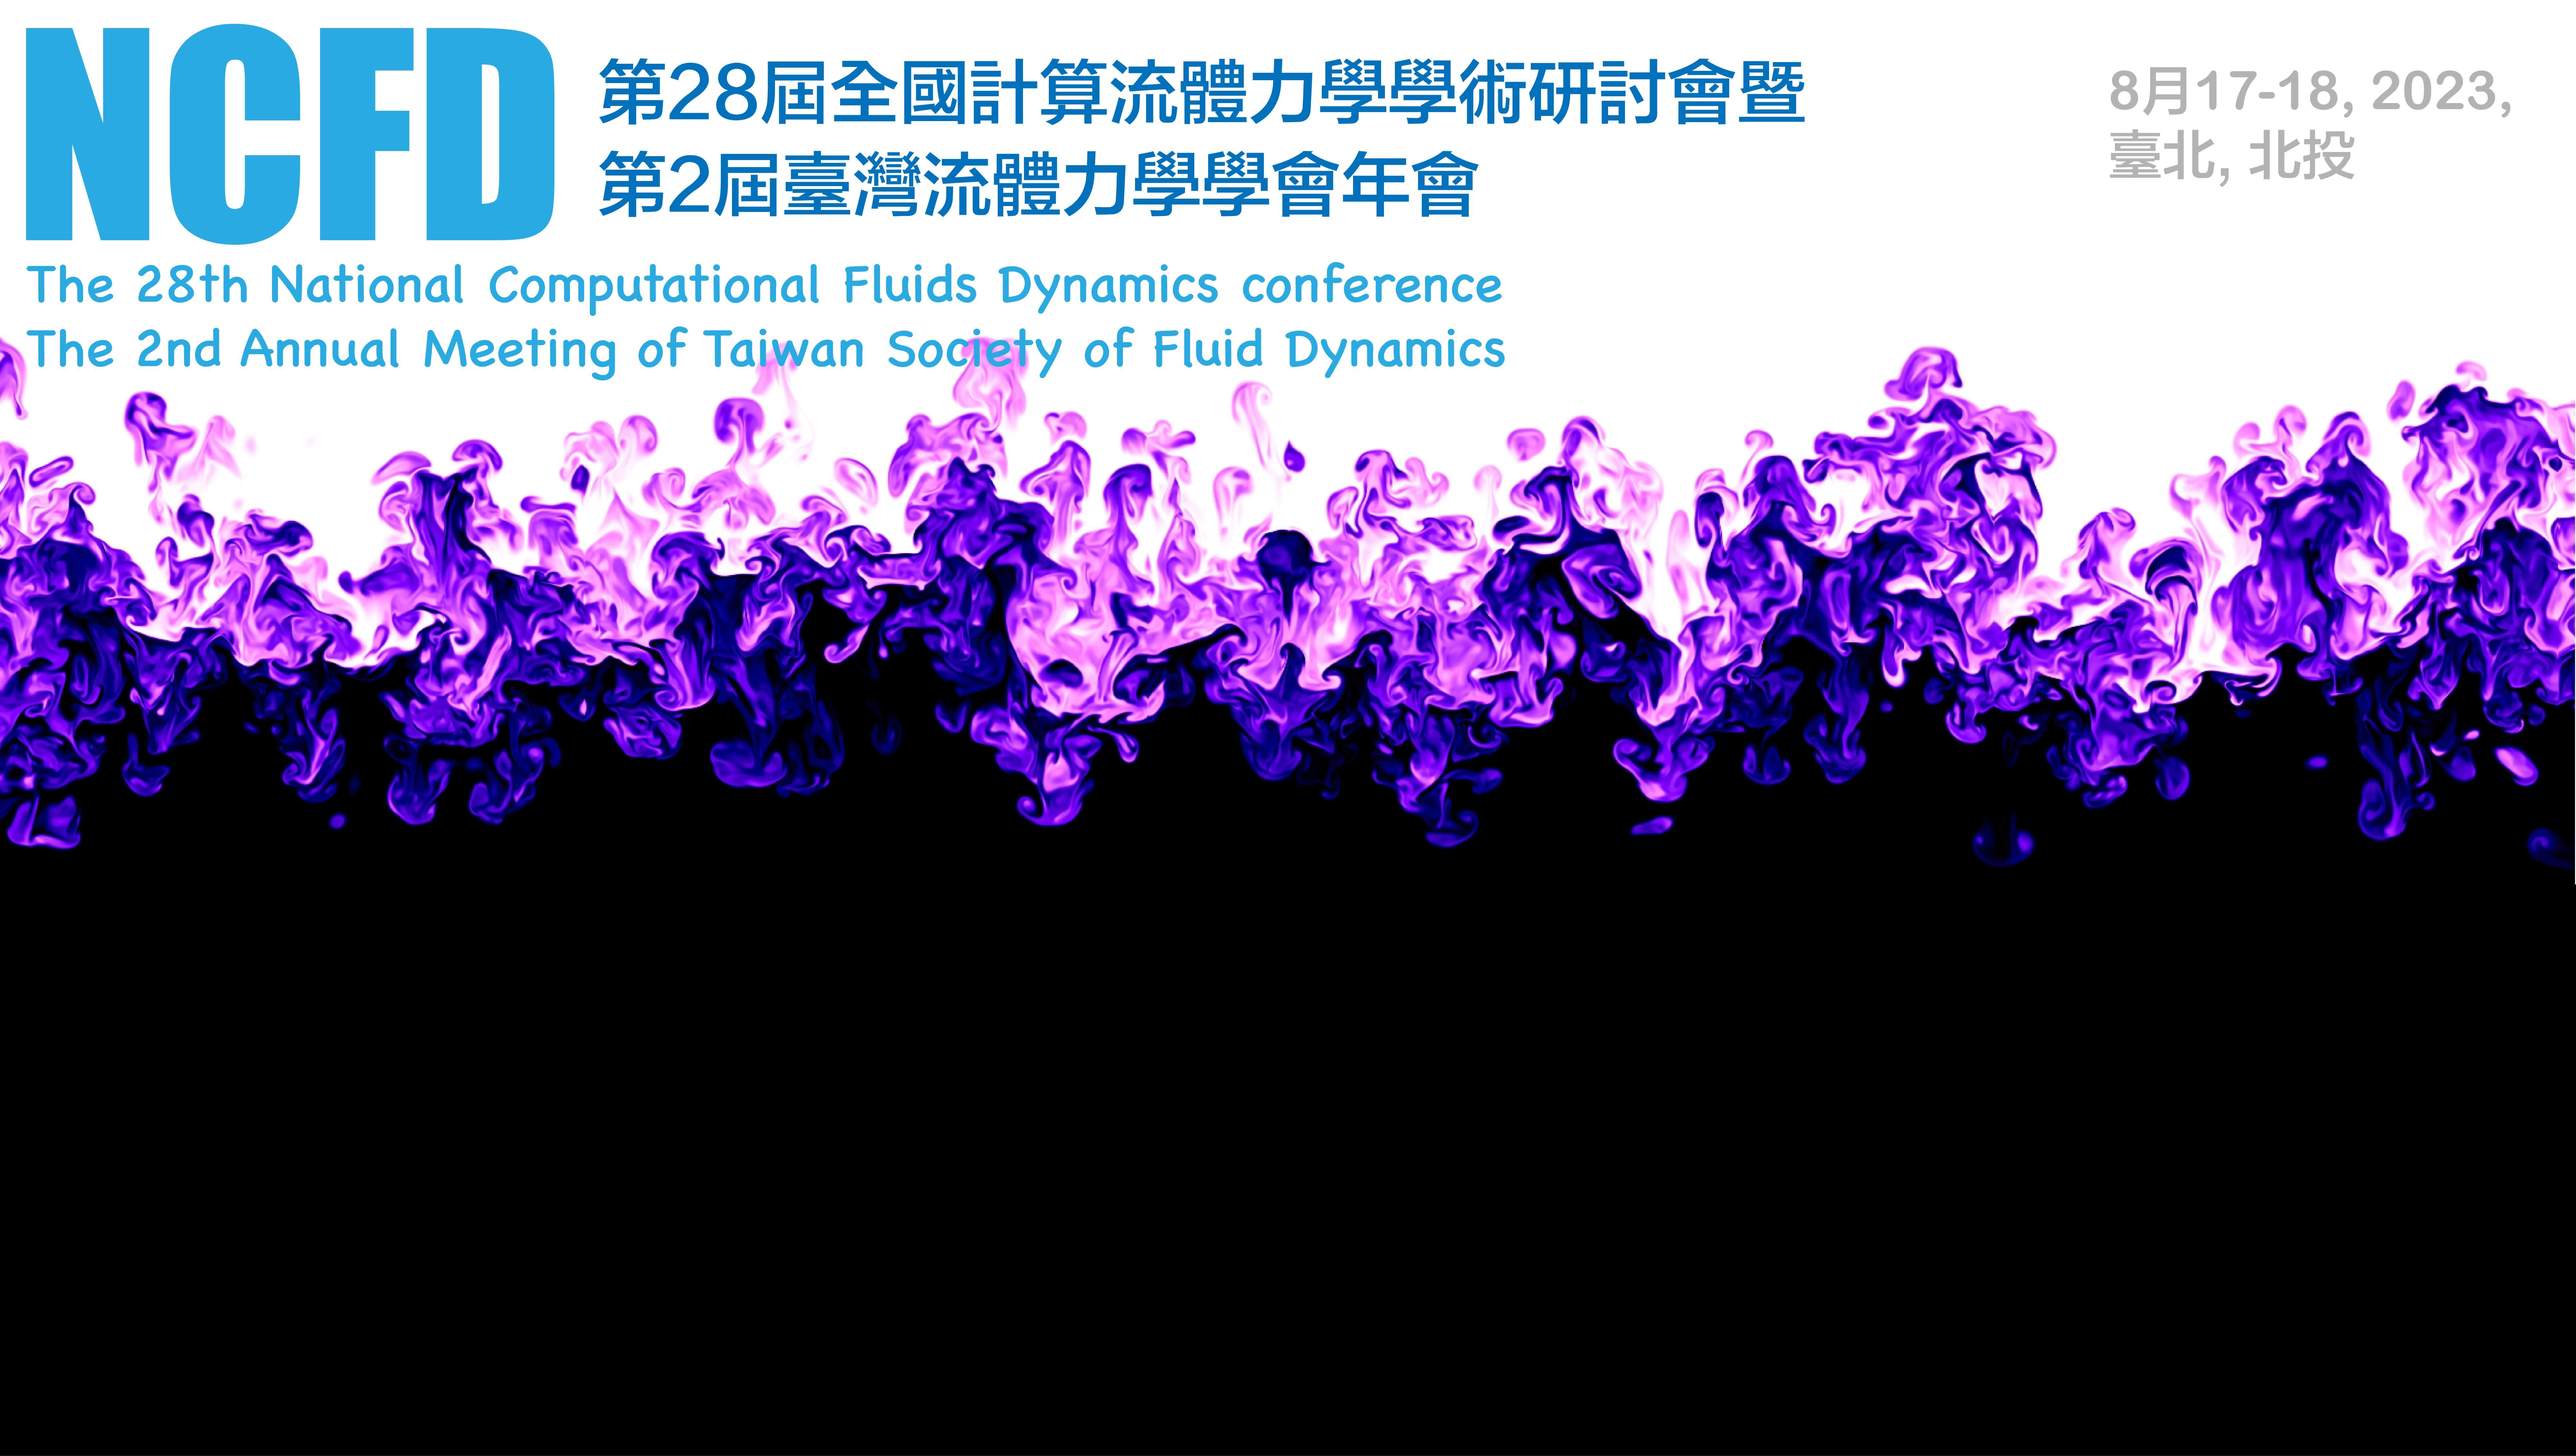 NCFD
第28屆全國計算流體力學學術研討會暨
第2屆臺灣流體力學學會年會
The 28th National Computational Fluids Dynamics conference
The 2nd Annual Meeting of Taiwan Society of Fluid Dynamics
8月17-18, 2023,
臺北, 北投